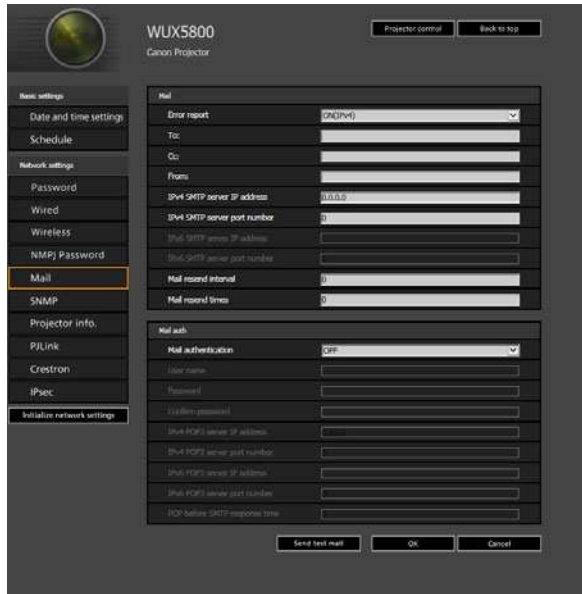 WUX5800
Canon Projector
Projector control
Back to top
Basic settings
Date and time settings
Schedule
Network settings
Password
Wired
Wireless
NMPJ Password
Mail
SNMP
Projector info.
PJLink
Crestron
IPsec
Initialize network settings
Mail
Error report ON(IPv4)
To:
Cc:
From:
IPv4 SMTP server IP address 0.0.0.0
IPv4 SMTP server port number 0
IPv6 SMTP server IP address
IPv6 SMTP server port number
Mail resend interval 0
Mail resend times 0
Mail auth
Mail authentication OFF
User name
Password
Confirm password
IPv4 POP3 server IP address
IPv4 POP3 server port number
IPv6 POP3 server IP address
IPv6 POP3 server port number
POP before SMTP response time
Send test mail
OK
Cancel